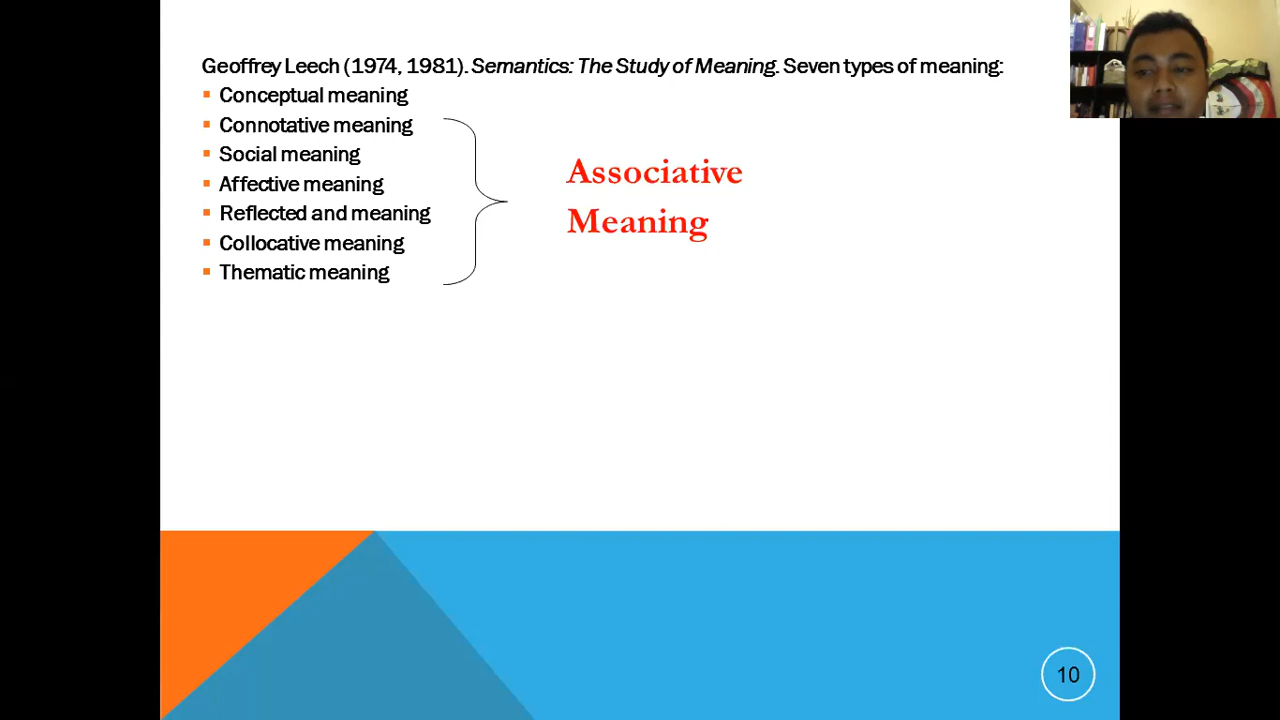 Geoffrey Leech (1974, 1981). Semantics: The Study of Meaning. Seven types of meaning:
▪ Conceptual meaning
▪ Connotative meaning
▪ Social meaning
▪ Affective meaning
▪ Reflected and meaning
▪ Collocative meaning
▪ Thematic meaning
Associative
Meaning
10